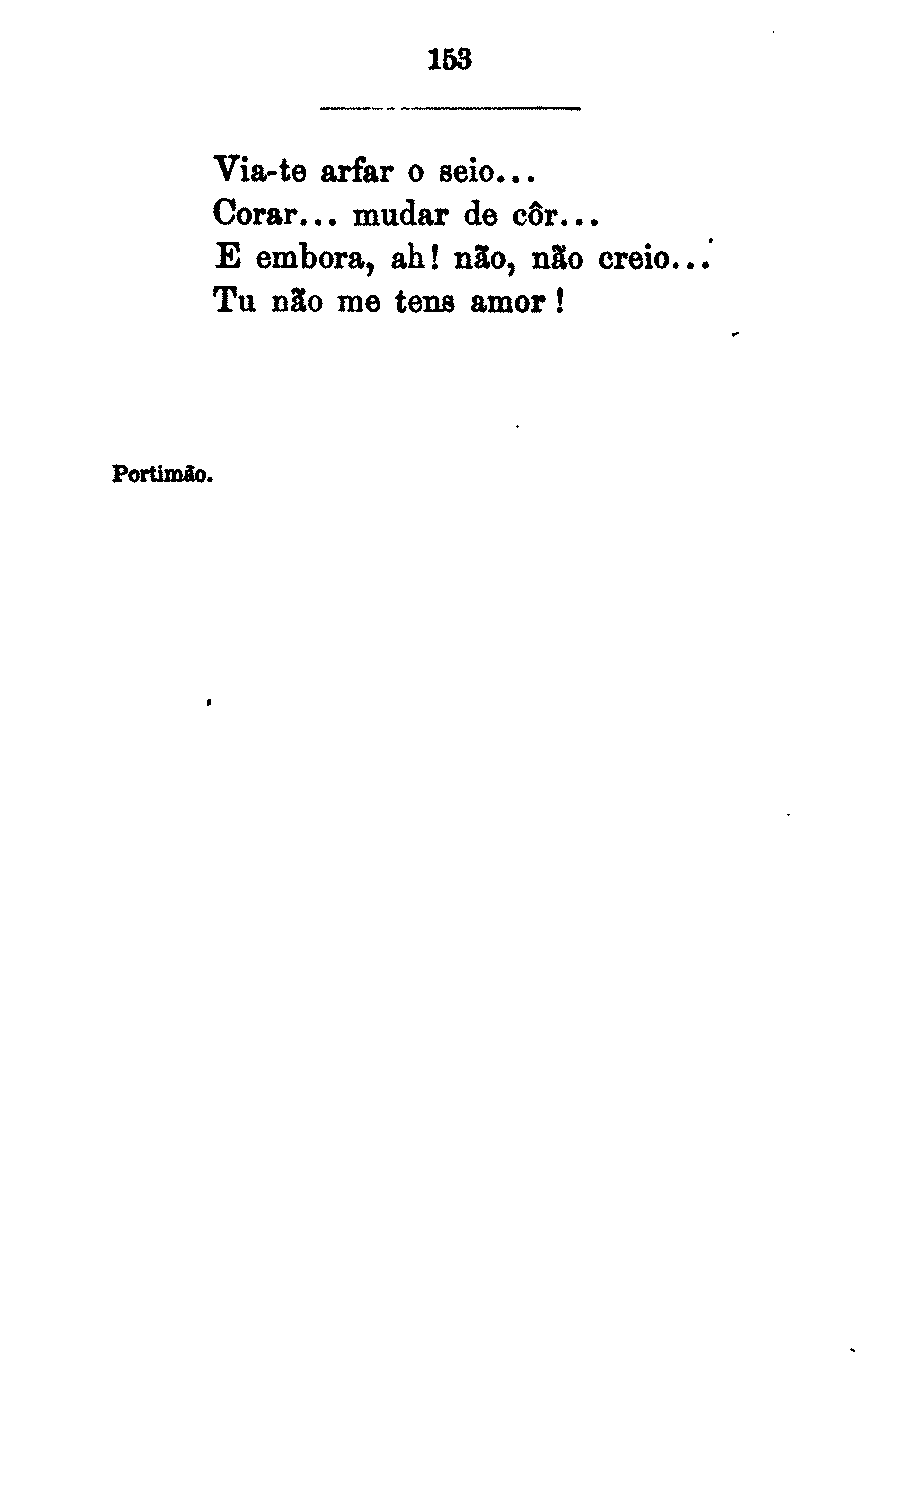 153
Via-te arfar o seio...
Corar... mudar de côr...
E embora, ah! não, não creio...
Tu não me tens amor!
Portimão.